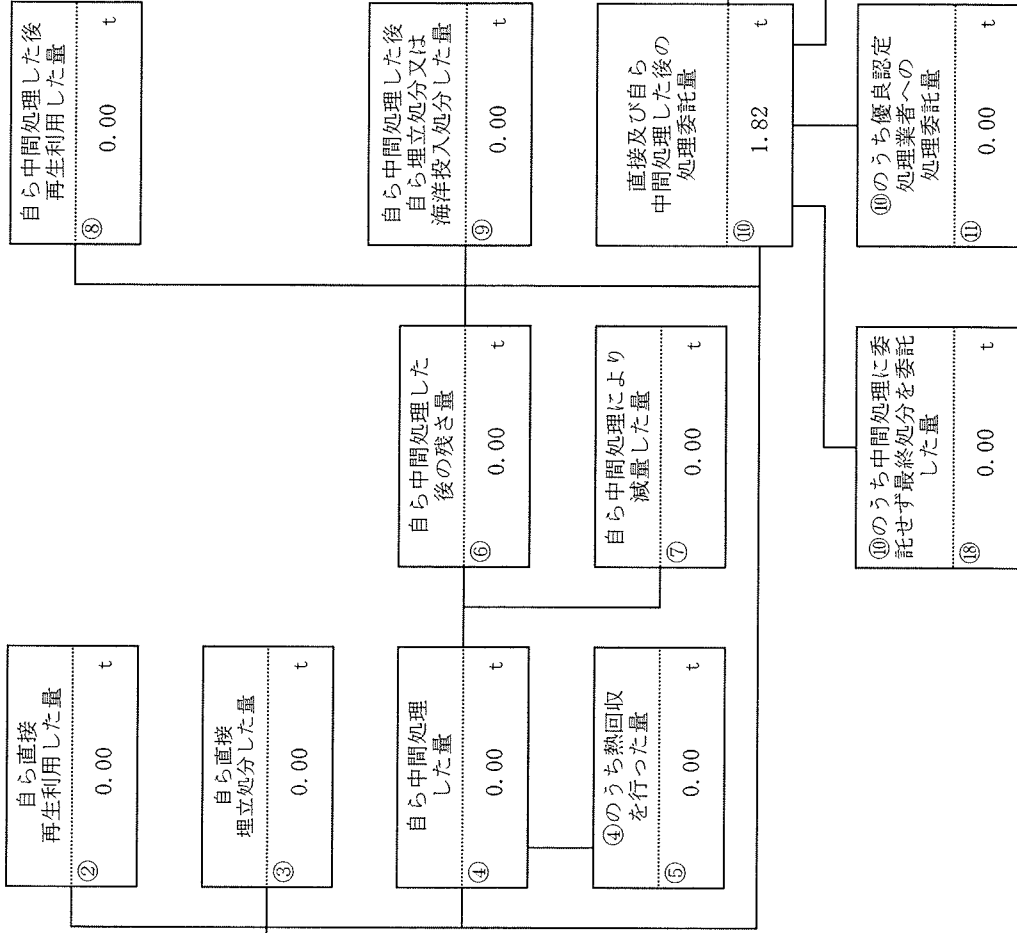 自ら直接
再生利用した量
② 0.00 t
自ら直接
埋立処分した量
③ 0.00 t
自ら中間処理
した量
④ 0.00 t
④のうち熱回収
を行った量
⑤ 0.00 t
自ら中間処理した
後の残さ量
⑥ 0.00 t
自ら中間処理により
減量した量
⑦ 0.00 t
自ら中間処理した後
再生利用した量
⑧ 0.00 t
自ら中間処理した後
自ら埋立処分又は
海洋投入処分した量
⑨ 0.00 t
直接及び自ら
中間処理した後の
処理委託量
⑩ 1.82 t
⑩のうち中間処理に委
託せず最終処分を委託
した量
⑱ 0.00 t
⑩のうち優良認定
処理業者への
処理委託量
⑪ 0.00 t